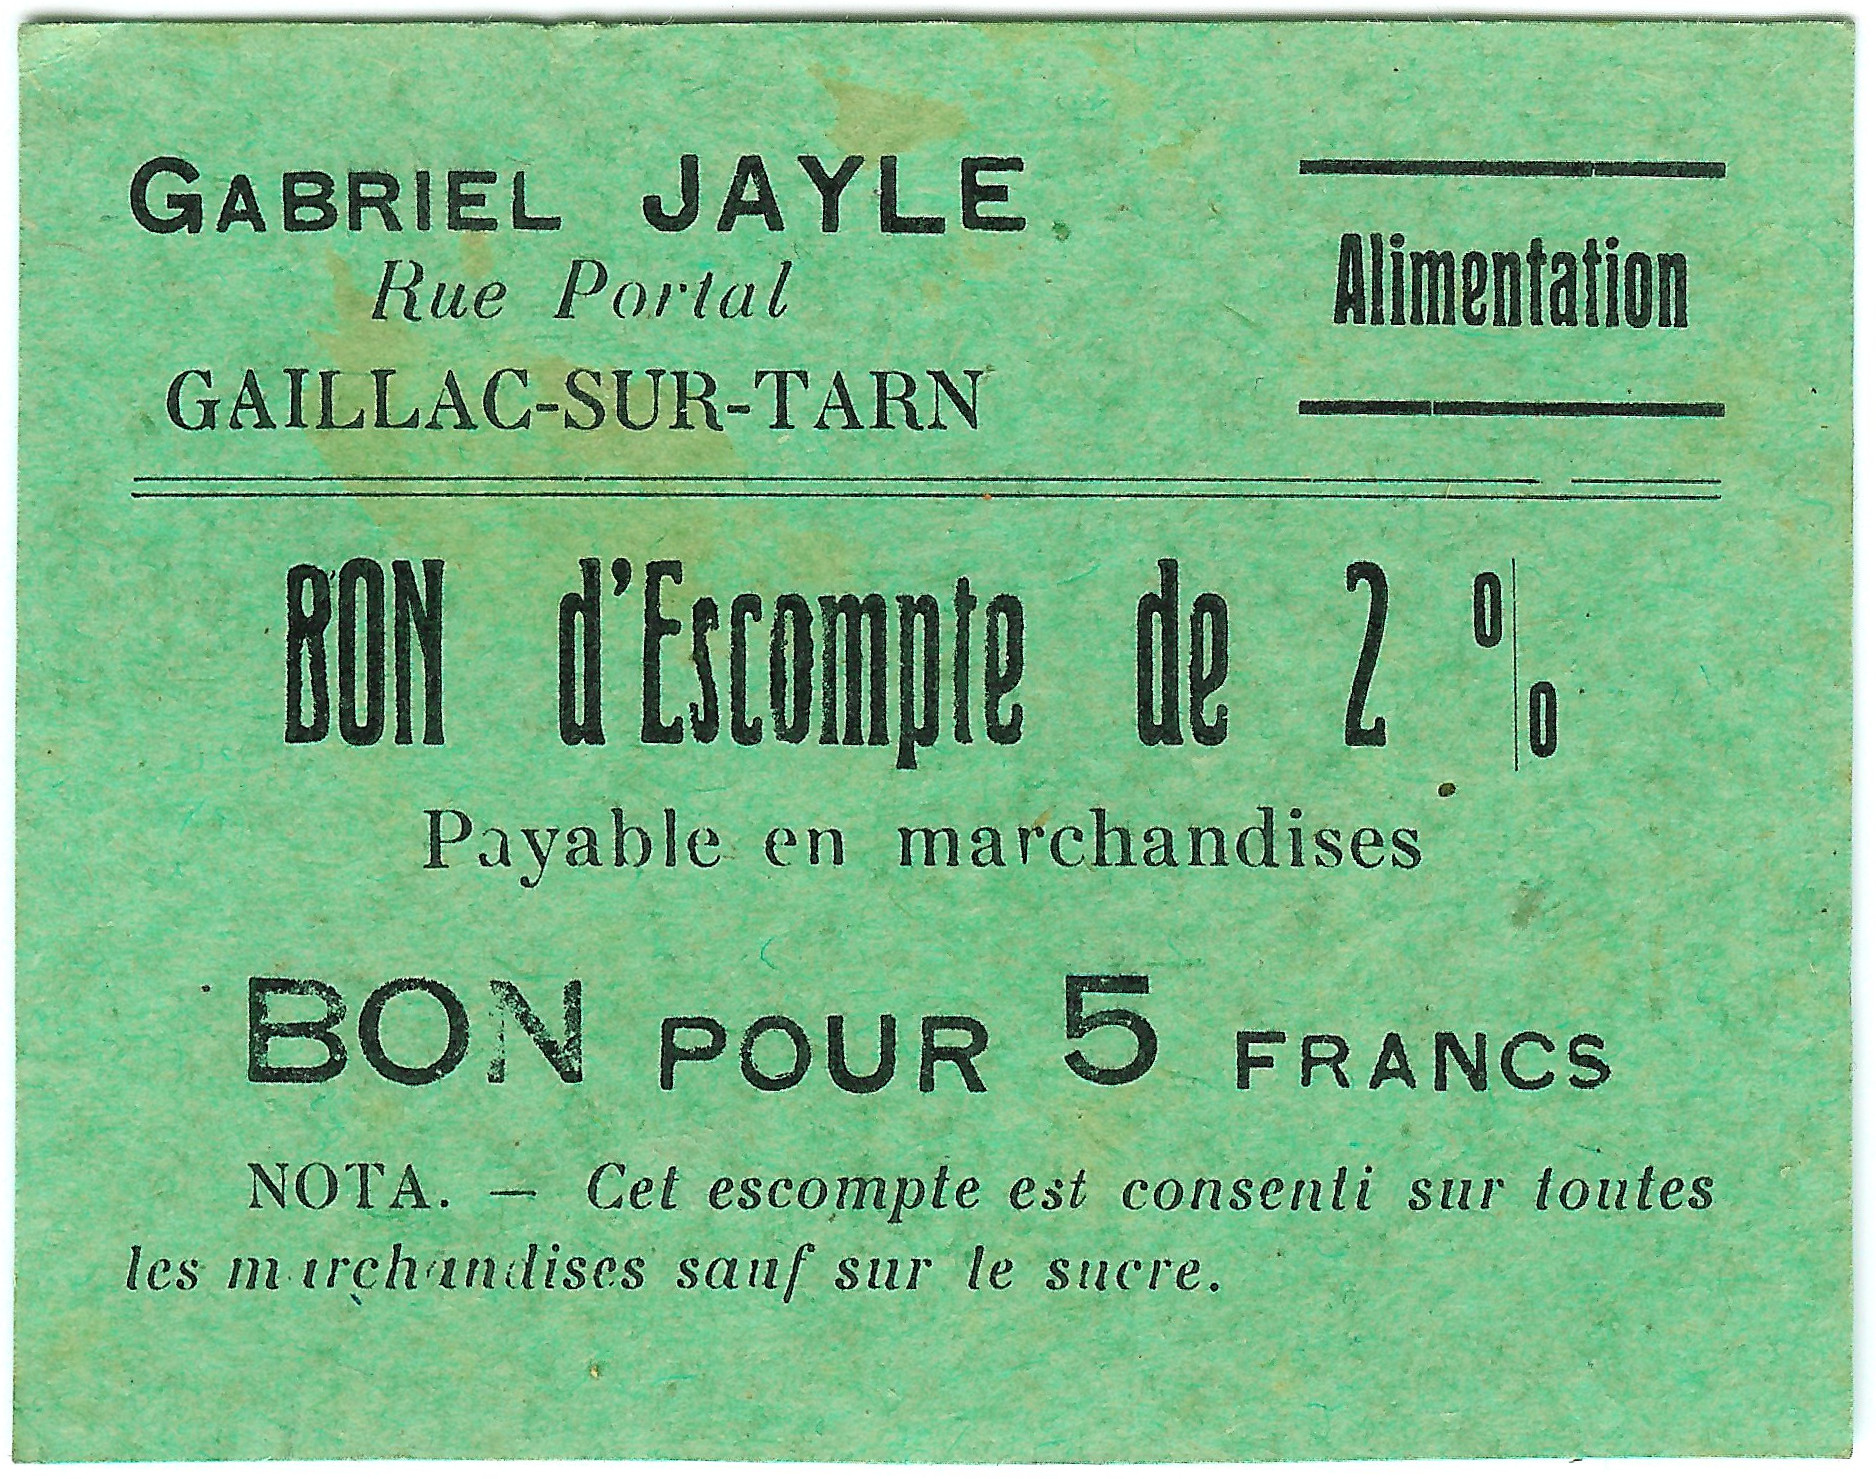 GABRIEL JAYLE
Rue Portal
GAILLAC-SUR-TARN
Alimentation
BON d'Escompte de 2 %
Payable en marchandises
BON POUR 5 FRANCS
NOTA. — Cet escompte est consenti sur toutes
les marchandises sauf sur le sucre.